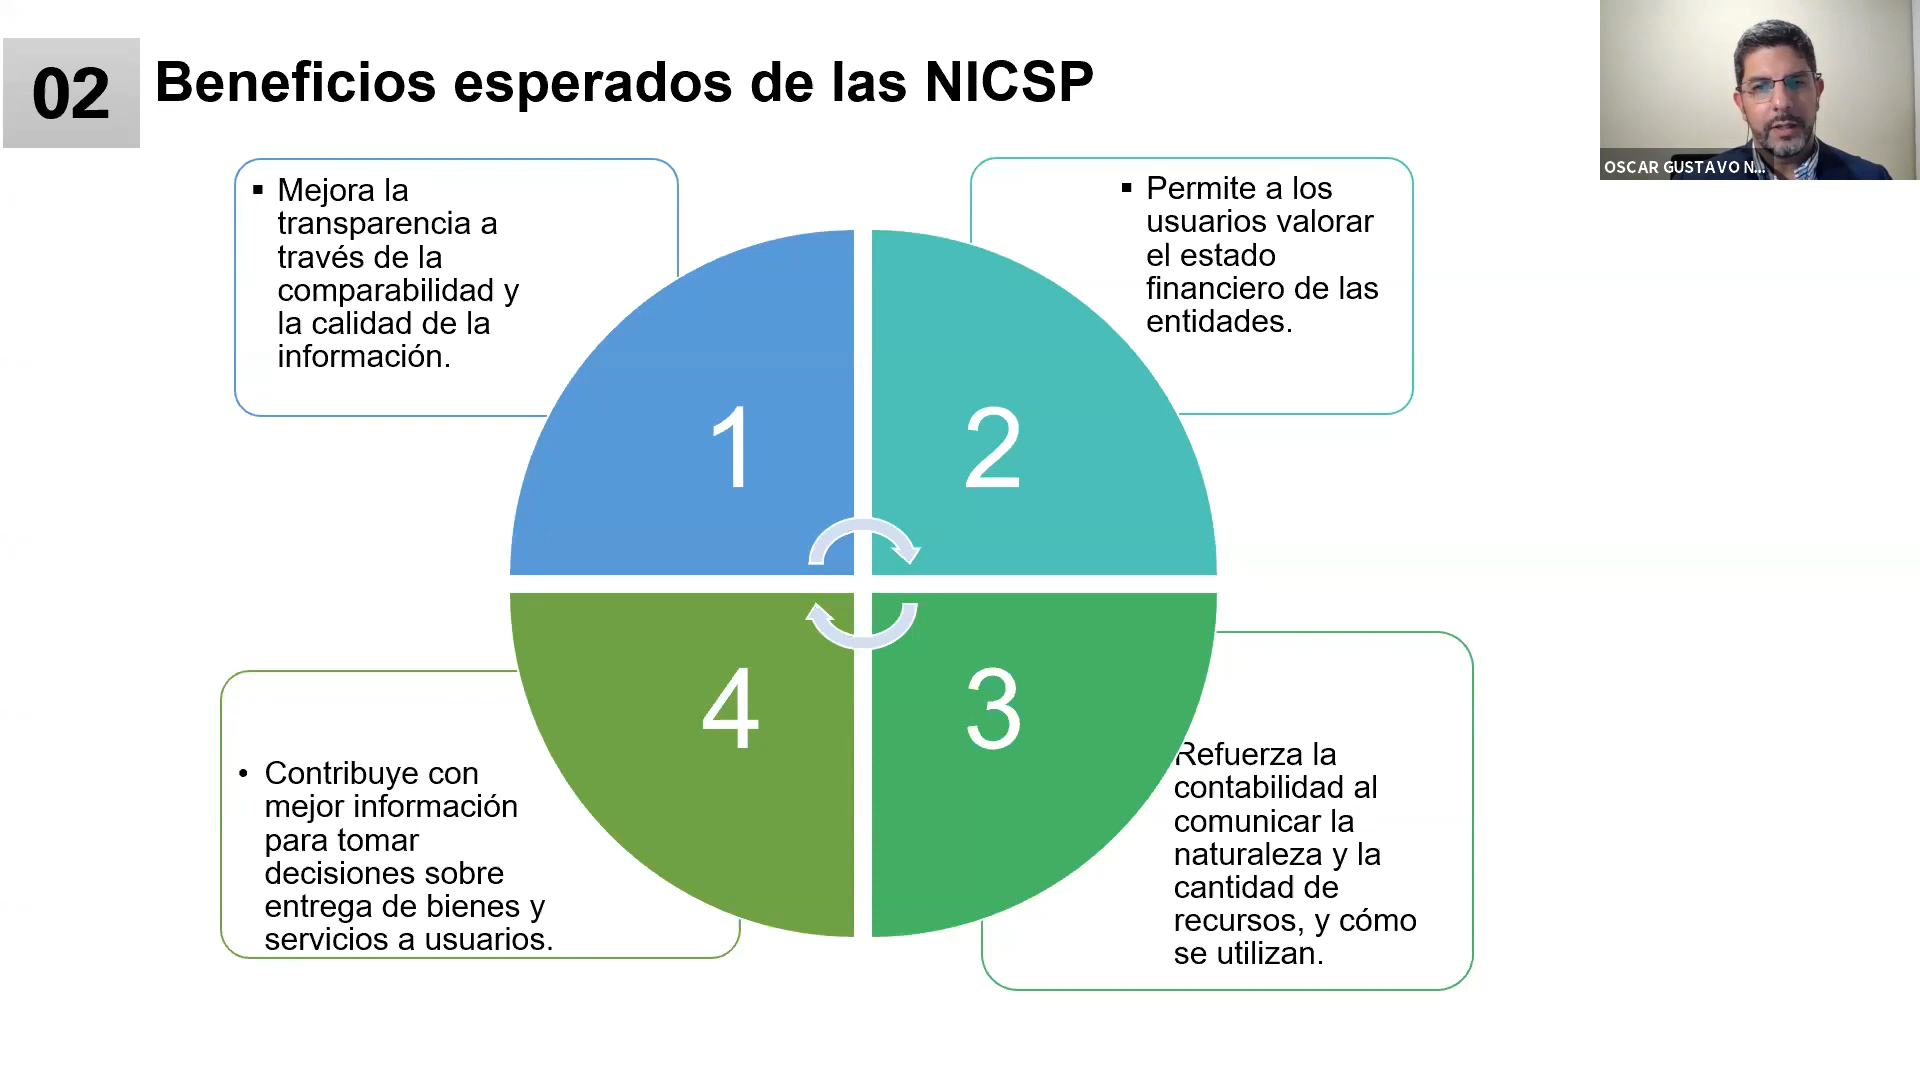 02
Beneficios esperados de las NICSP
OSCAR GUSTAVO N...
▪ Mejora la
transparencia a
través de la
comparabilidad y
la calidad de la
información.
▪ Permite a los
usuarios valorar
el estado
financiero de las
entidades.
1
2
4
3
• Contribuye con
mejor información
para tomar
decisiones sobre
entrega de bienes y
servicios a usuarios.
Refuerza la
contabilidad al
comunicar la
naturaleza y la
cantidad de
recursos, y cómo
se utilizan.